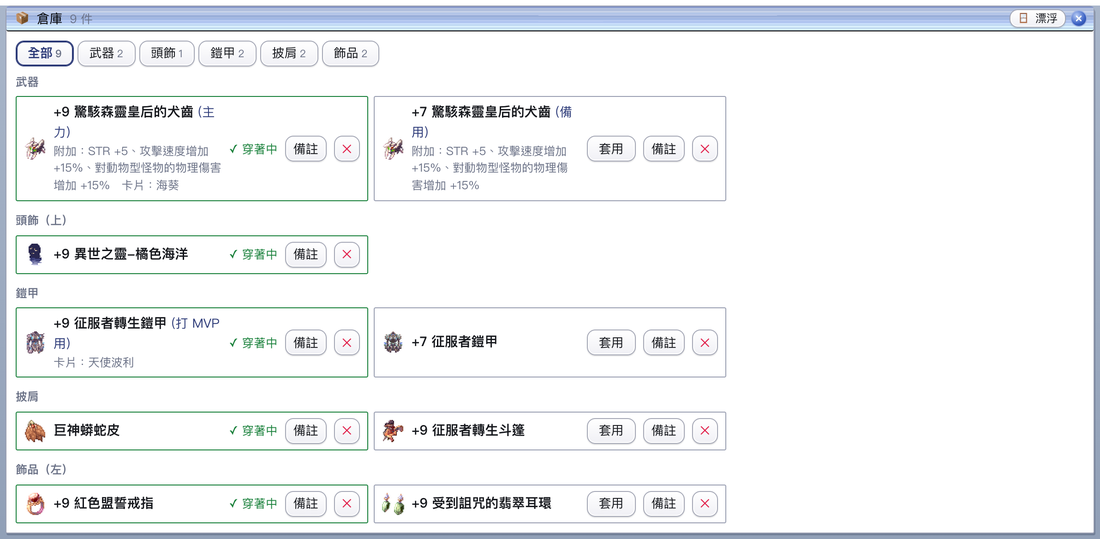 倉庫 9 件 漂浮
全部 9 武器 2 頭飾 1 鎧甲 2 披肩 2 飾品 2
武器
+9 驚駭森靈皇后的犬齒 (主
力)
附加：STR +5、攻擊速度增加
+15%、對動物型怪物的物理傷害
增加 +15%　卡片：海葵
✓ 穿著中 備註 ×
+7 驚駭森靈皇后的犬齒 (備
用)
附加：STR +5、攻擊速度增加
+15%、對動物型怪物的物理傷
害增加 +15%
套用 備註 ×
頭飾（上）
+9 異世之靈–橘色海洋 ✓ 穿著中 備註 ×
鎧甲
+9 征服者轉生鎧甲 (打 MVP
用)
卡片：天使波利
✓ 穿著中 備註 ×
+7 征服者鎧甲 套用 備註 ×
披肩
巨神蟒蛇皮 ✓ 穿著中 備註 ×
+9 征服者轉生斗篷 套用 備註 ×
飾品（左）
+9 紅色盟誓戒指 ✓ 穿著中 備註 ×
+9 受到詛咒的翡翠耳環 套用 備註 ×